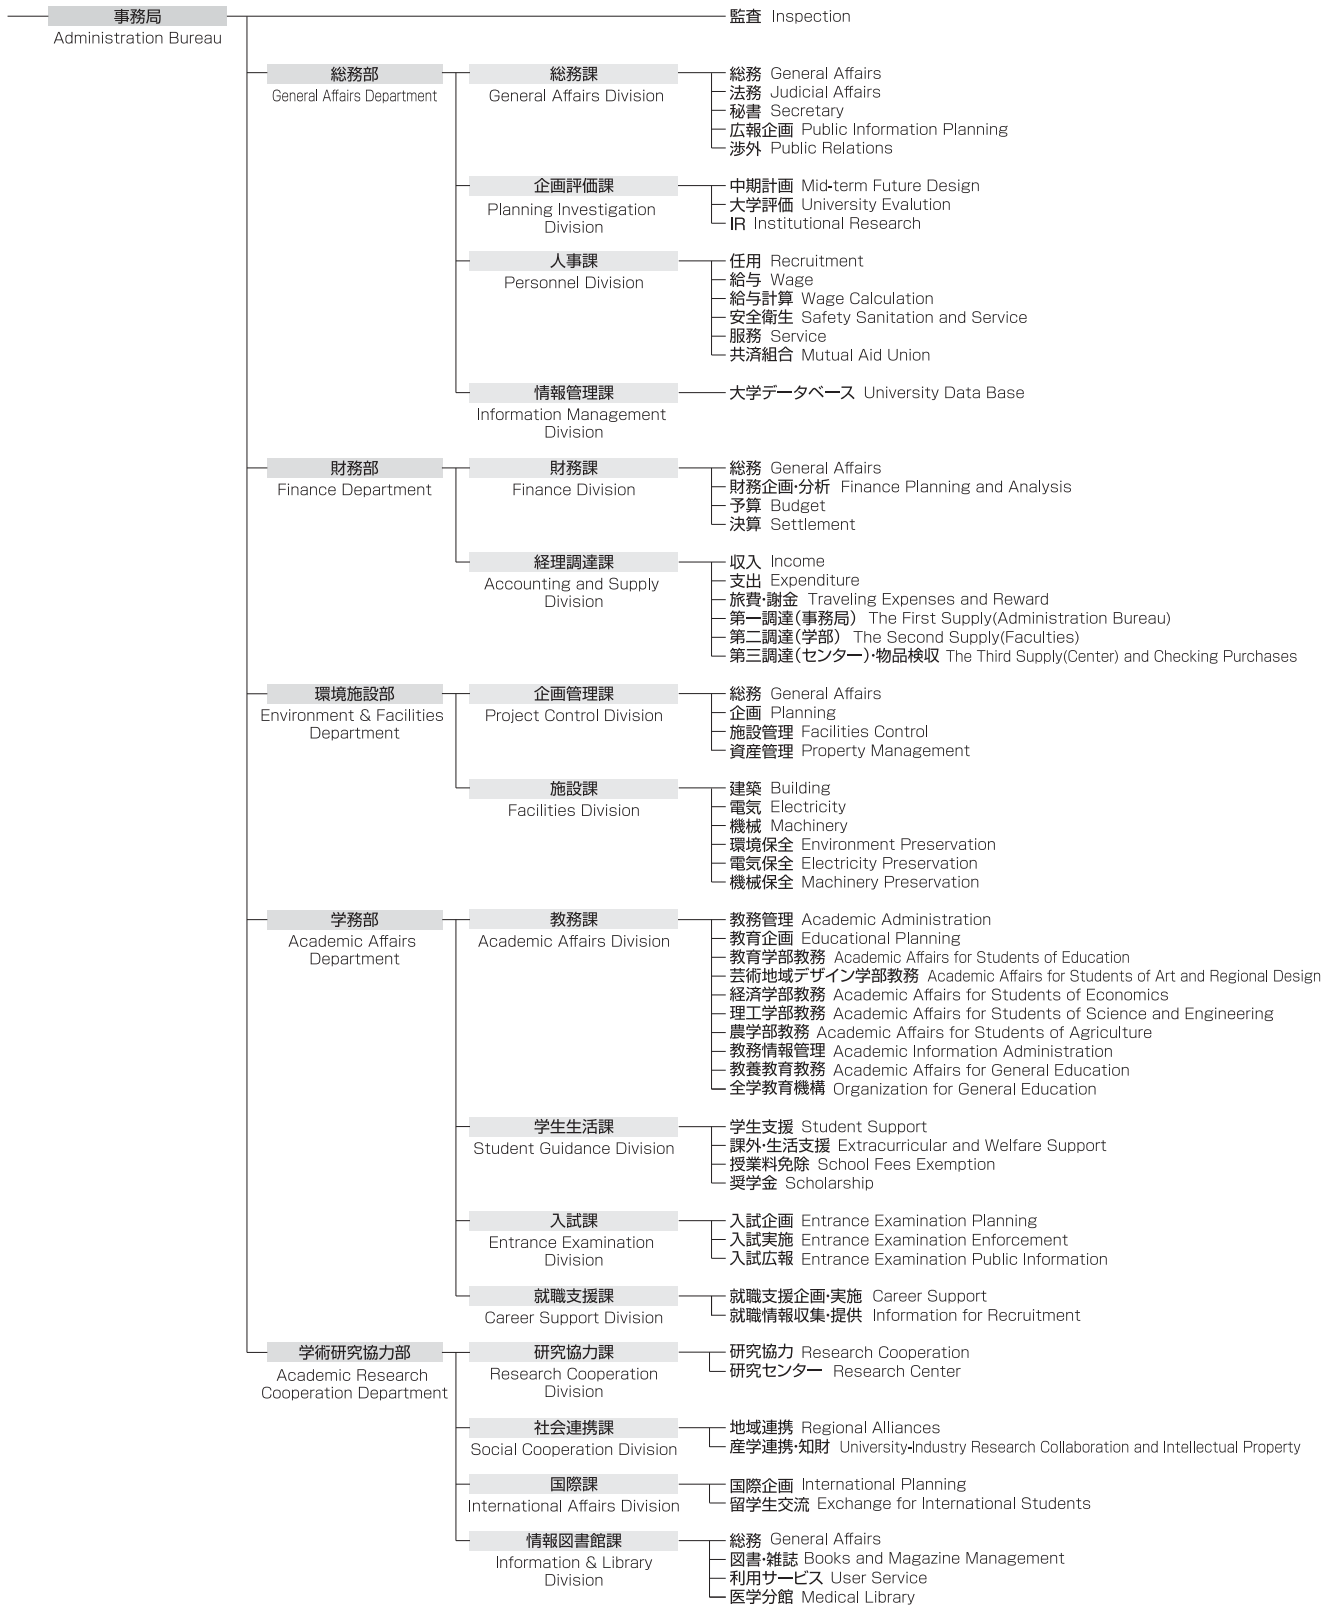 事務局
Administration Bureau
監査 Inspection
総務部
General Affairs Department
総務課
General Affairs Division
総務 General Affairs
法務 Judicial Affairs
秘書 Secretary
広報企画 Public Information Planning
渉外 Public Relations
企画評価課
Planning Investigation
Division
中期計画 Mid-term Future Design
大学評価 University Evalution
IR Institutional Research
人事課
Personnel Division
任用 Recruitment
給与 Wage
給与計算 Wage Calculation
安全衛生 Safety Sanitation and Service
服務 Service
共済組合 Mutual Aid Union
情報管理課
Information Management
Division
大学データベース University Data Base
財務部
Finance Department
財務課
Finance Division
総務 General Affairs
財務企画・分析 Finance Planning and Analysis
予算 Budget
決算 Settlement
経理調達課
Accounting and Supply
Division
収入 Income
支出 Expenditure
旅費・謝金 Traveling Expenses and Reward
第一調達(事務局) The First Supply(Administration Bureau)
第二調達(学部) The Second Supply(Faculties)
第三調達(センター)・物品検収 The Third Supply(Center) and Checking Purchases
環境施設部
Environment & Facilities
Department
企画管理課
Project Control Division
総務 General Affairs
企画 Planning
施設管理 Facilities Control
資産管理 Property Management
施設課
Facilities Division
建築 Building
電気 Electricity
機械 Machinery
環境保全 Environment Preservation
電気保全 Electricity Preservation
機械保全 Machinery Preservation
学務部
Academic Affairs
Department
教務課
Academic Affairs Division
教務管理 Academic Administration
教育企画 Educational Planning
教育学部教務 Academic Affairs for Students of Education
芸術地域デザイン学部教務 Academic Affairs for Students of Art and Regional Design
経済学部教務 Academic Affairs for Students of Economics
理工学部教務 Academic Affairs for Students of Science and Engineering
農学部教務 Academic Affairs for Students of Agriculture
教務情報管理 Academic Information Administration
教養教育教務 Academic Affairs for General Education
全学教育機構 Organization for General Education
学生生活課
Student Guidance Division
学生支援 Student Support
課外・生活支援 Extracurricular and Welfare Support
授業料免除 School Fees Exemption
奨学金 Scholarship
入試課
Entrance Examination
Division
入試企画 Entrance Examination Planning
入試実施 Entrance Examination Enforcement
入試広報 Entrance Examination Public Information
就職支援課
Career Support Division
就職支援企画・実施 Career Support
就職情報収集・提供 Information for Recruitment
学術研究協力部
Academic Research
Cooperation Department
研究協力課
Research Cooperation
Division
研究協力 Research Cooperation
研究センター Research Center
社会連携課
Social Cooperation Division
地域連携 Regional Alliances
産学連携・知財 University-Industry Research Collaboration and Intellectual Property
国際課
International Affairs Division
国際企画 International Planning
留学生交流 Exchange for International Students
情報図書館課
Information & Library
Division
総務 General Affairs
図書・雑誌 Books and Magazine Management
利用サービス User Service
医学分館 Medical Library